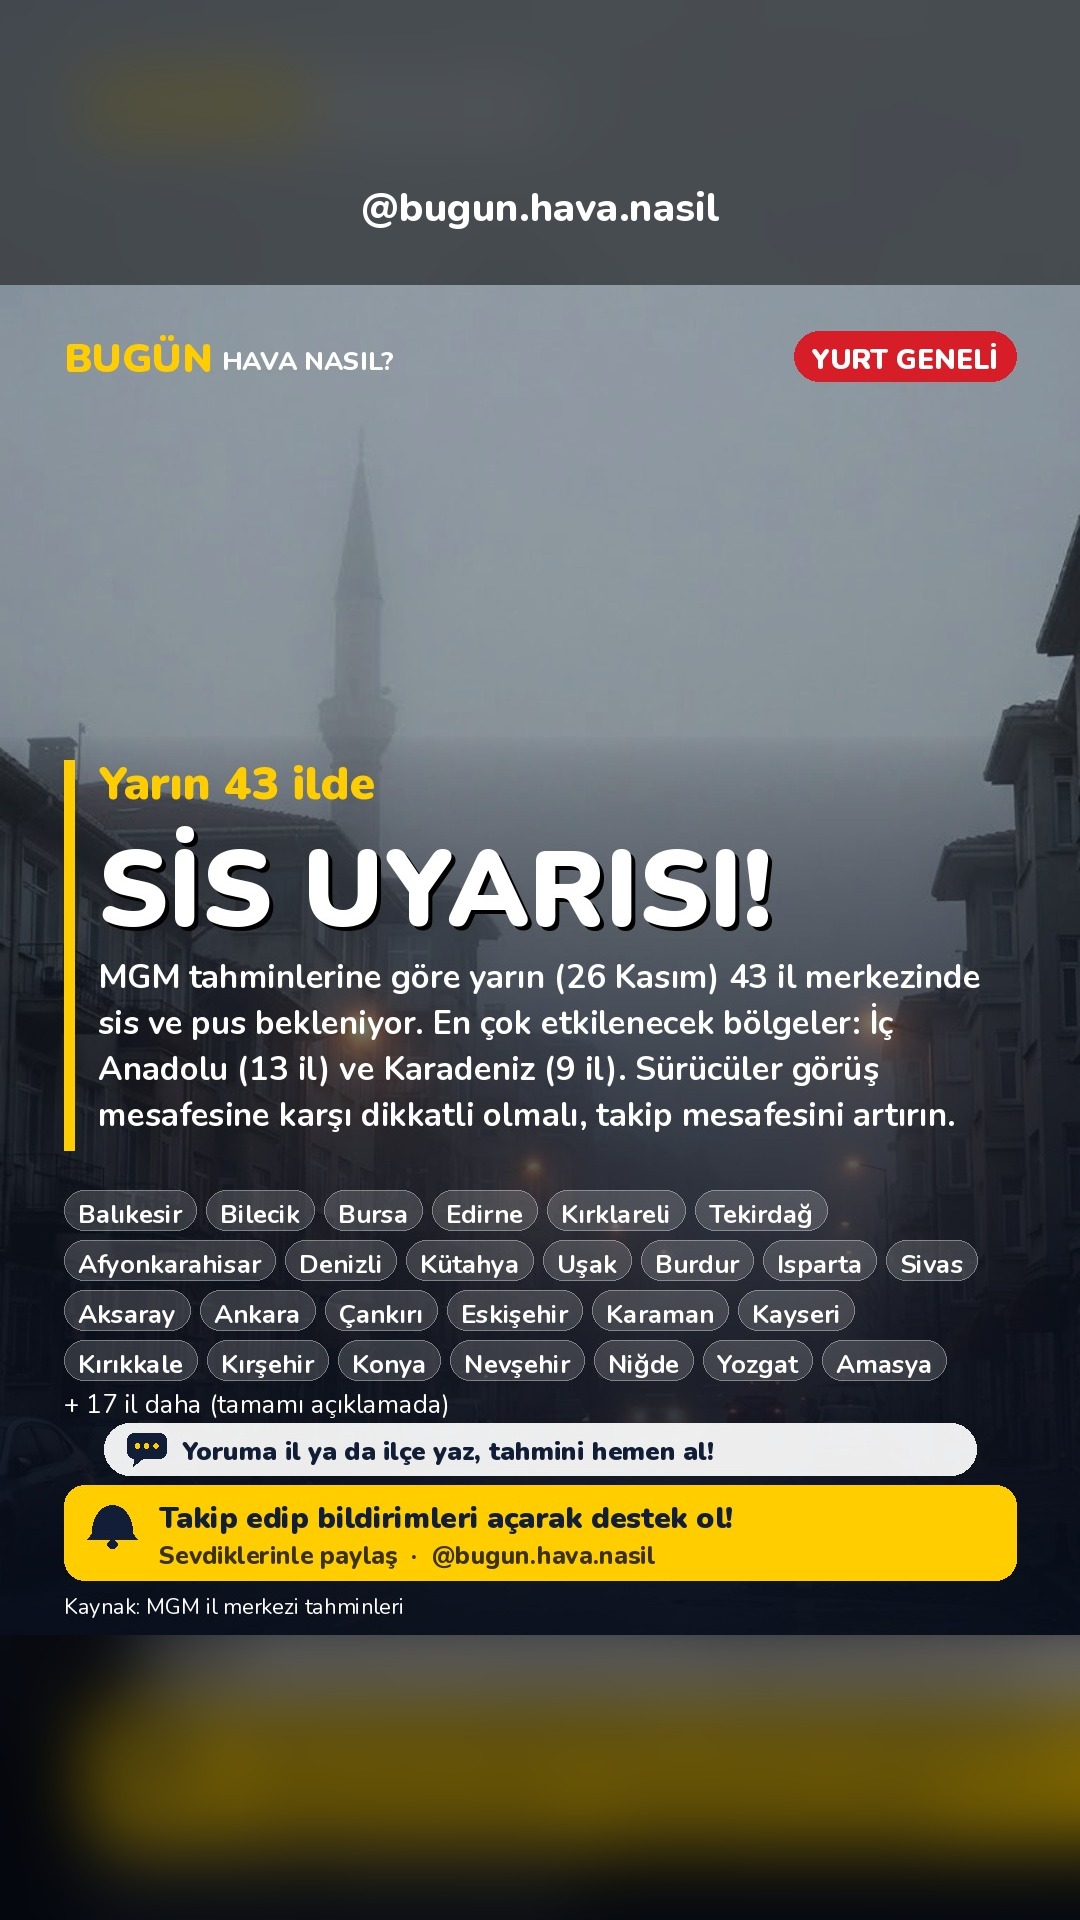 @bugun.hava.nasil
BUGÜN HAVA NASIL?
YURT GENELİ
Yarın 43 ilde
SİS UYARISI!
MGM tahminlerine göre yarın (26 Kasım) 43 il merkezinde
sis ve pus bekleniyor. En çok etkilenecek bölgeler: İç
Anadolu (13 il) ve Karadeniz (9 il). Sürücüler görüş
mesafesine karşı dikkatli olmalı, takip mesafesini artırın.
Balıkesir Bilecik Bursa Edirne Kırklareli Tekirdağ
Afyonkarahisar Denizli Kütahya Uşak Burdur Isparta Sivas
Aksaray Ankara Çankırı Eskişehir Karaman Kayseri
Kırıkkale Kırşehir Konya Nevşehir Niğde Yozgat Amasya
+ 17 il daha (tamamı açıklamada)
Yoruma il ya da ilçe yaz, tahmini hemen al!
Takip edip bildirimleri açarak destek ol!
Sevdiklerinle paylaş · @bugun.hava.nasil
Kaynak: MGM il merkezi tahminleri